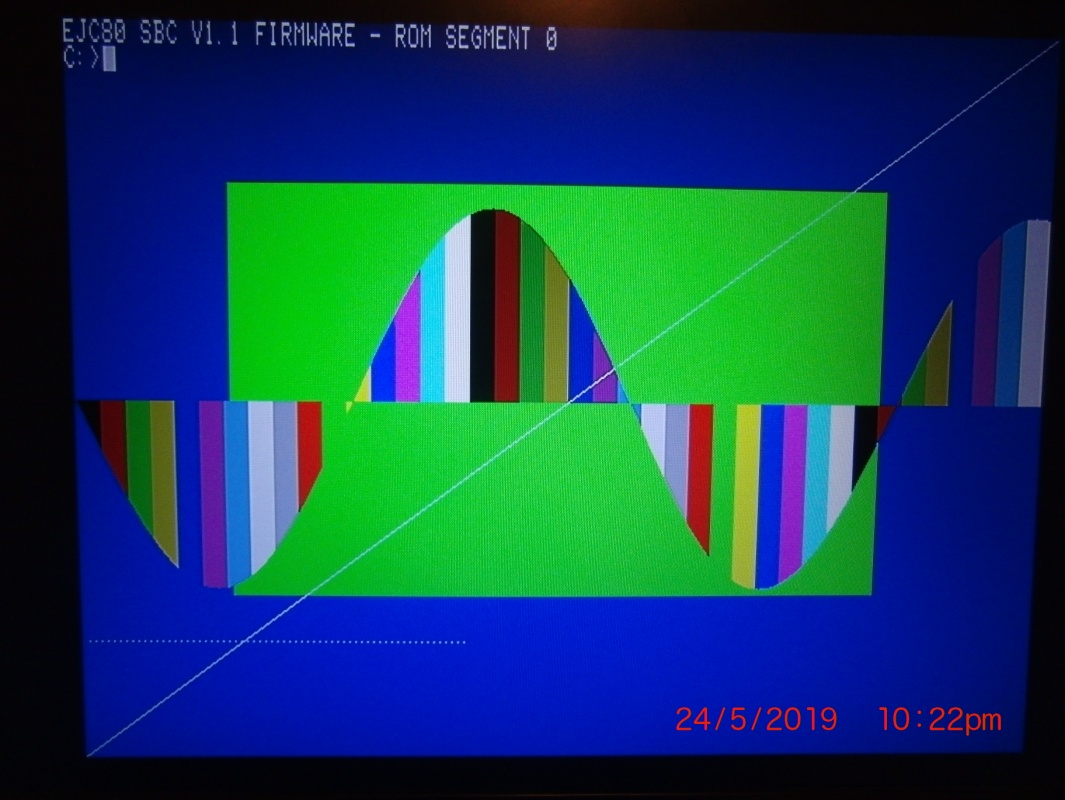 EJC80 SBC V1.1 FIRMWARE - ROM SEGMENT 0
C:>
24/5/2019 10:22pm